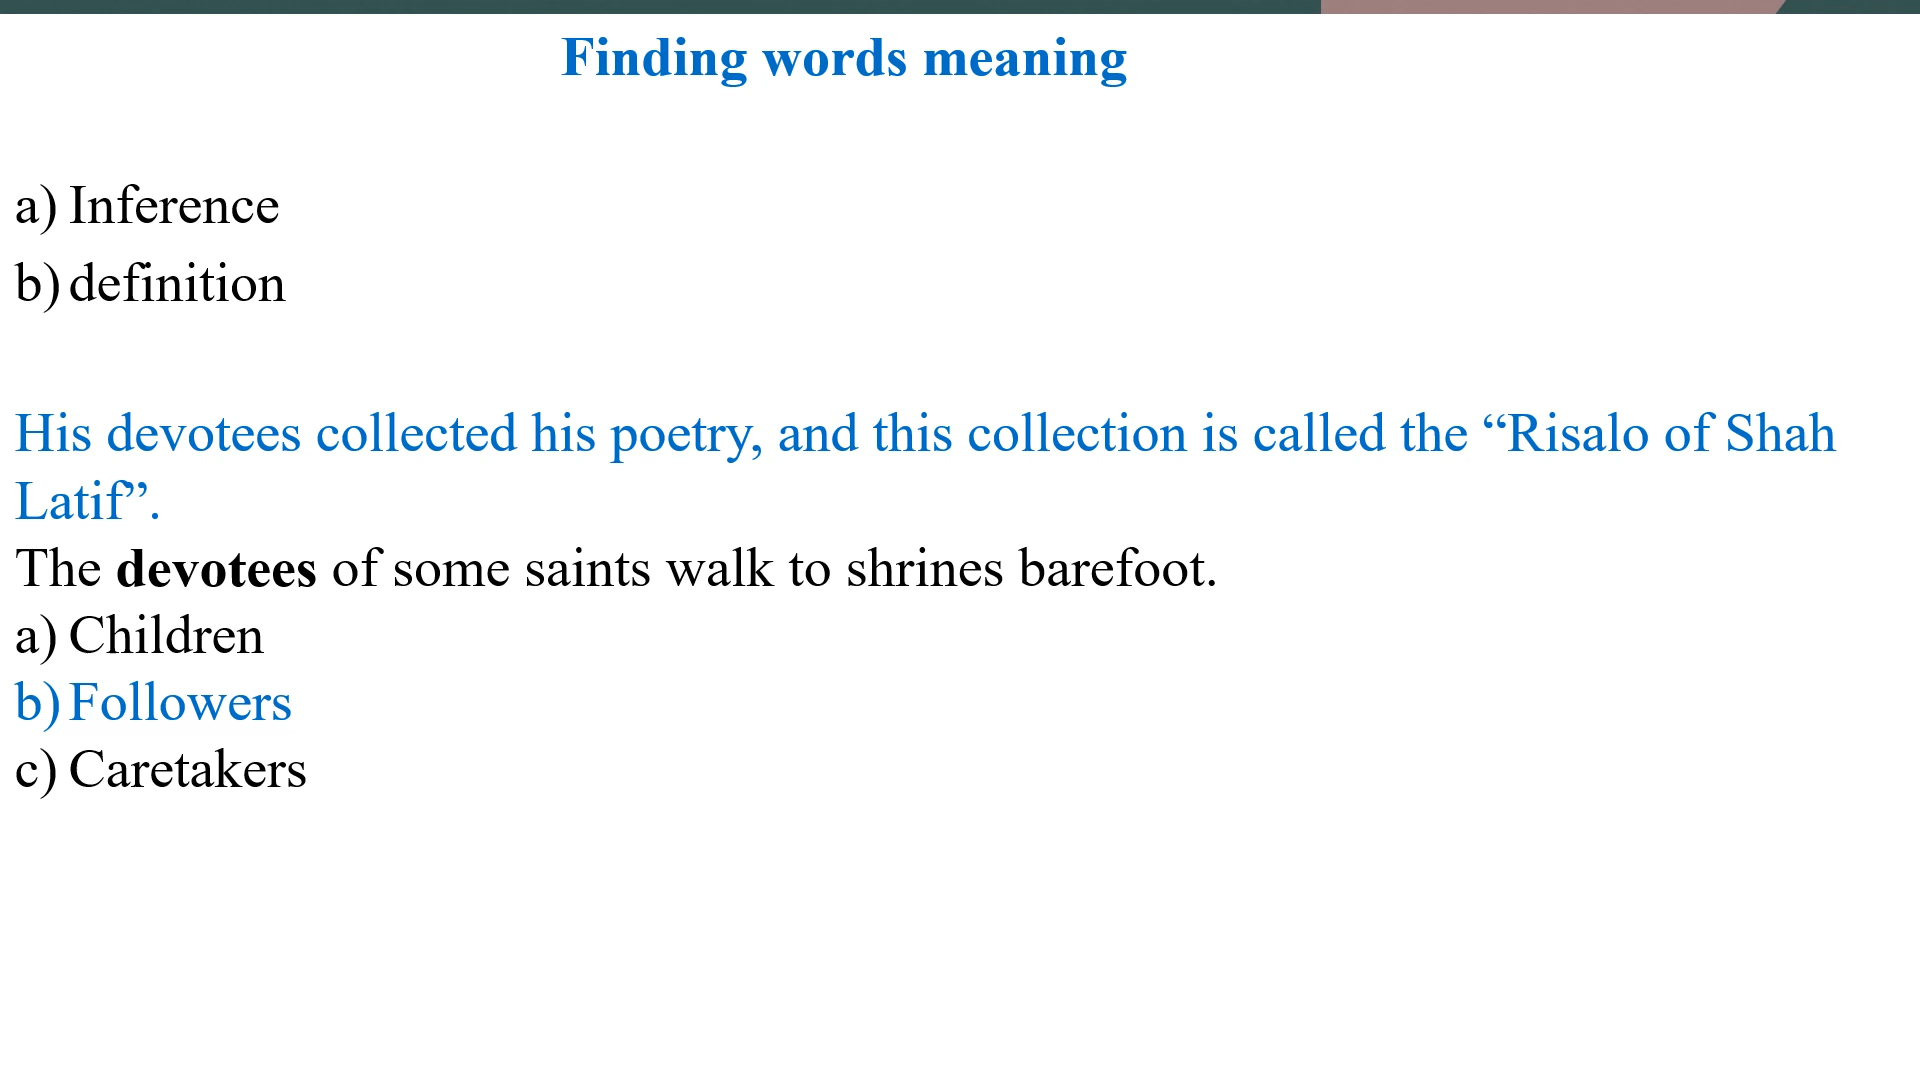 Finding words meaning
a) Inference
b) definition
His devotees collected his poetry, and this collection is called the “Risalo of Shah
Latif”.
The devotees of some saints walk to shrines barefoot.
a) Children
b) Followers
c) Caretakers